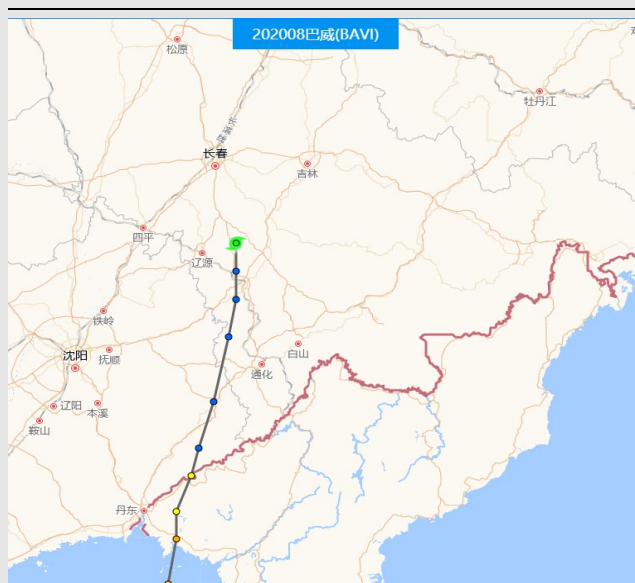 202008巴威(BAVI)
松原
牡丹江
长春
吉林
四平
辽源
铁岭
沈阳
抚顺
白山
通化
辽阳
本溪
鞍山
丹东